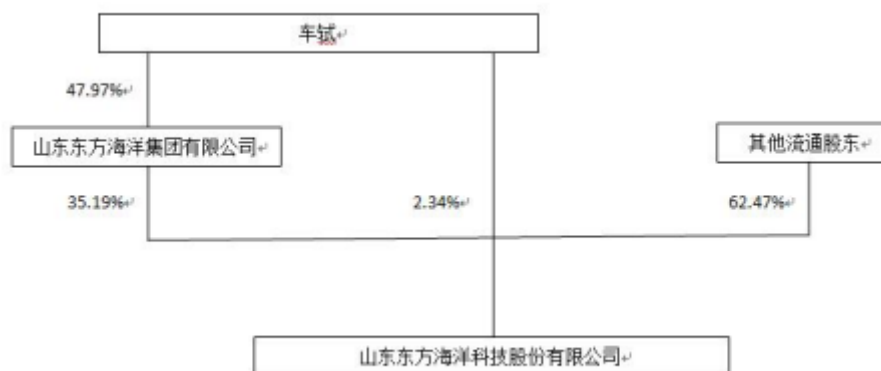 车轼
47.97%
山东东方海洋集团有限公司
其他流通股东
35.19%
2.34%
62.47%
山东东方海洋科技股份有限公司